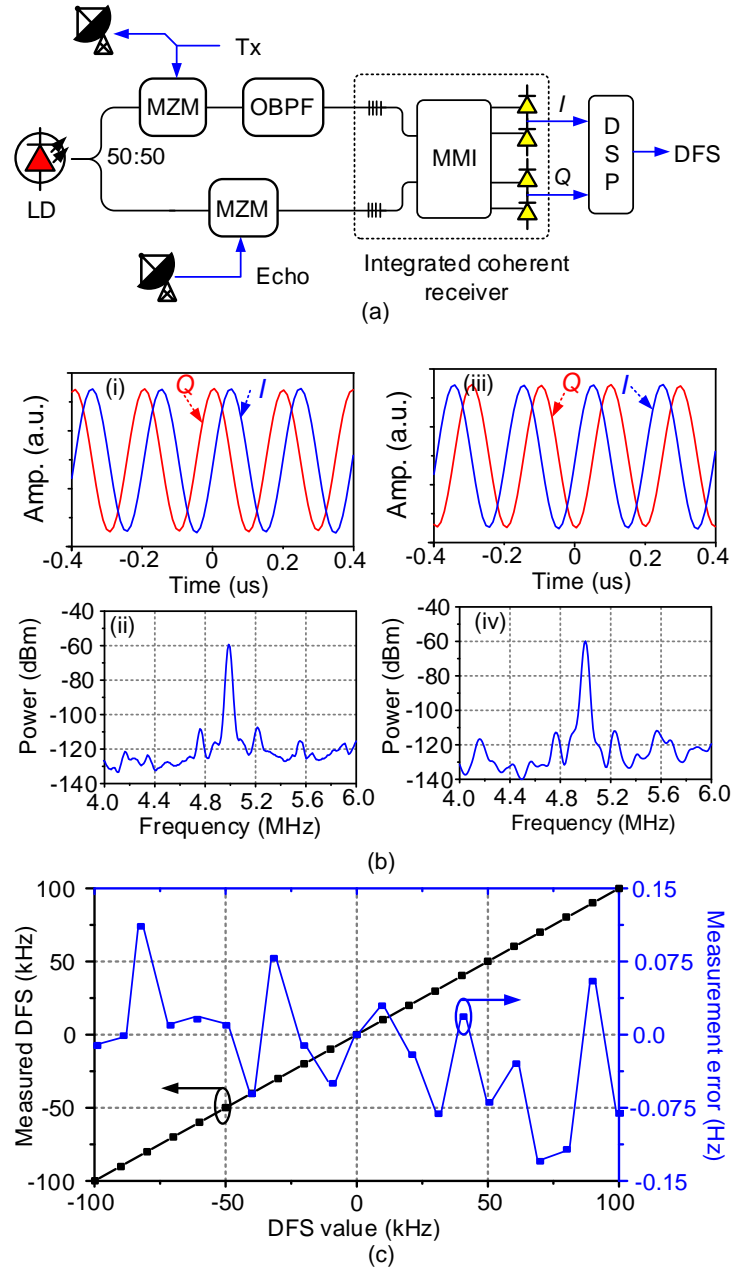 Tx
MZM
OBPF
50:50
LD
MZM
Echo
MMI
I
Q
DSP
DFS
Integrated coherent
receiver
(a)
(i)
Q
I
Amp. (a.u.)
-0.4 -0.2 0 0.2 0.4
Time (us)
(iii)
Q
I
Amp. (a.u.)
-0.4 -0.2 0 0.2 0.4
Time (us)
(ii)
Power (dBm)
-40
-60
-80
-100
-120
-140
4.0 4.4 4.8 5.2 5.6 6.0
Frequency (MHz)
(iv)
Power (dBm)
-40
-60
-80
-100
-120
-140
4.0 4.4 4.8 5.2 5.6 6.0
Frequency (MHz)
(b)
Measured DFS (kHz)
100
50
0
-50
-100
-100 -50 0 50 100
DFS value (kHz)
0.15
0.075
0.0
-0.075
-0.15
Measurement error (Hz)
(c)